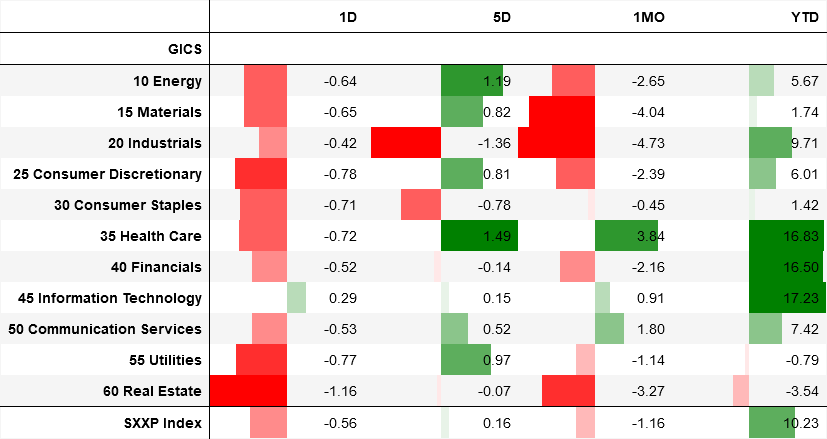 1D 5D 1MO YTD
GICS
10 Energy -0.64 1.19 -2.65 5.67
15 Materials -0.65 0.82 -4.04 1.74
20 Industrials -0.42 -1.36 -4.73 9.71
25 Consumer Discretionary -0.78 0.81 -2.39 6.01
30 Consumer Staples -0.71 -0.78 -0.45 1.42
35 Health Care -0.72 1.49 3.84 16.83
40 Financials -0.52 -0.14 -2.16 16.50
45 Information Technology 0.29 0.15 0.91 17.23
50 Communication Services -0.53 0.52 1.80 7.42
55 Utilities -0.77 0.97 -1.14 -0.79
60 Real Estate -1.16 -0.07 -3.27 -3.54
SXXP Index -0.56 0.16 -1.16 10.23